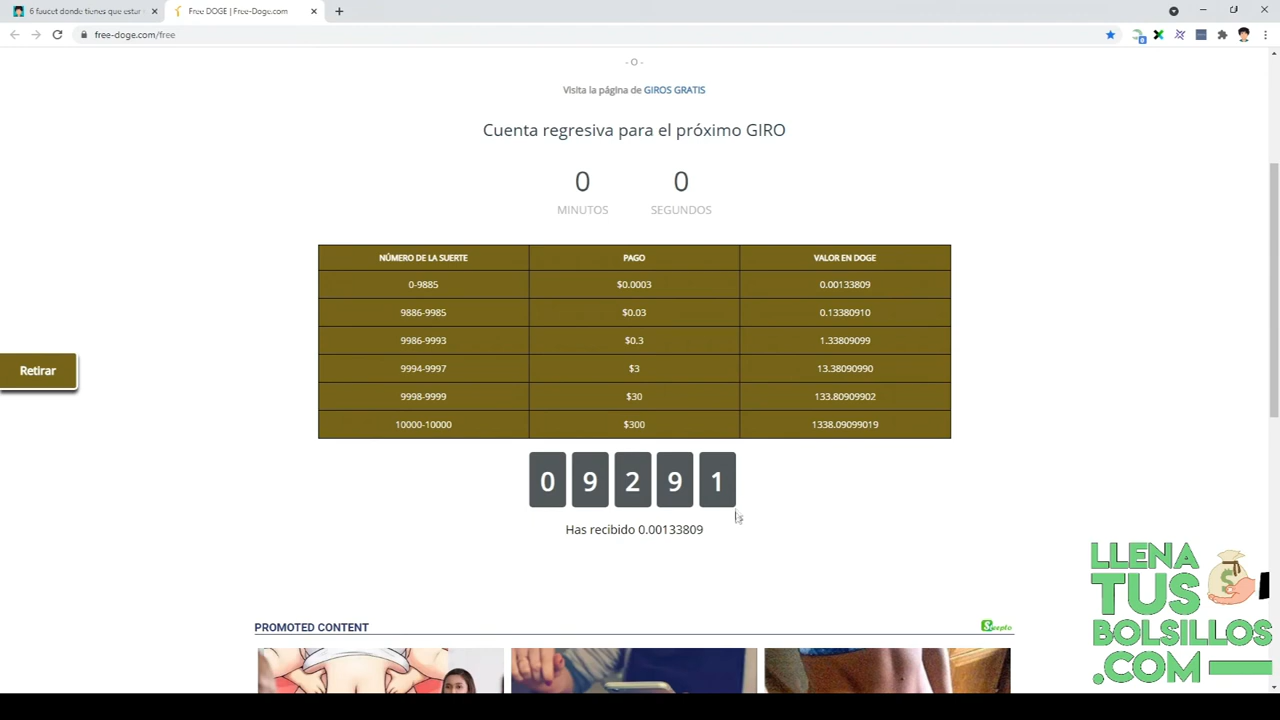 6 faucet donde tienes que estar
Free DOGE | Free-Doge.com
free-doge.com/free
- O -
Visita la página de GIROS GRATIS
Cuenta regresiva para el próximo GIRO
0 0
MINUTOS SEGUNDOS
NÚMERO DE LA SUERTE PAGO VALOR EN DOGE
0-9885 $0.0003 0.00133809
9886-9985 $0.03 0.13380910
9986-9993 $0.3 1.33809099
9994-9997 $3 13.38090990
9998-9999 $30 133.80909902
10000-10000 $300 1338.09099019
Retirar
0 9 2 9 1
Has recibido 0.00133809
LLENA
TUS
BOLSILLOS
.COM
PROMOTED CONTENT